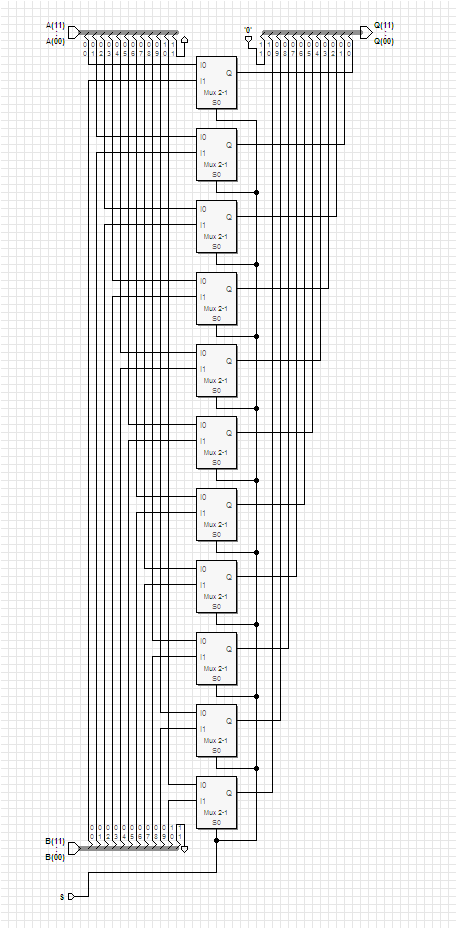 A(11)
:
A(00)
'0'
Q(11)
:
Q(00)
0 0 0 0 0 0 0 0 0 0 1 1
0 1 2 3 4 5 6 7 8 9 0 1
1 1 0 0 0 0 0 0 0 0 0 0
1 0 9 8 7 6 5 4 3 2 1 0
I0
Q
I1
Mux 2-1
S0
I0
Q
I1
Mux 2-1
S0
I0
Q
I1
Mux 2-1
S0
I0
Q
I1
Mux 2-1
S0
I0
Q
I1
Mux 2-1
S0
I0
Q
I1
Mux 2-1
S0
I0
Q
I1
Mux 2-1
S0
I0
Q
I1
Mux 2-1
S0
I0
Q
I1
Mux 2-1
S0
I0
Q
I1
Mux 2-1
S0
I0
Q
I1
Mux 2-1
S0
0 0 0 0 0 0 0 0 0 0 1 1
0 1 2 3 4 5 6 7 8 9 0 1
B(11)
:
B(00)
S